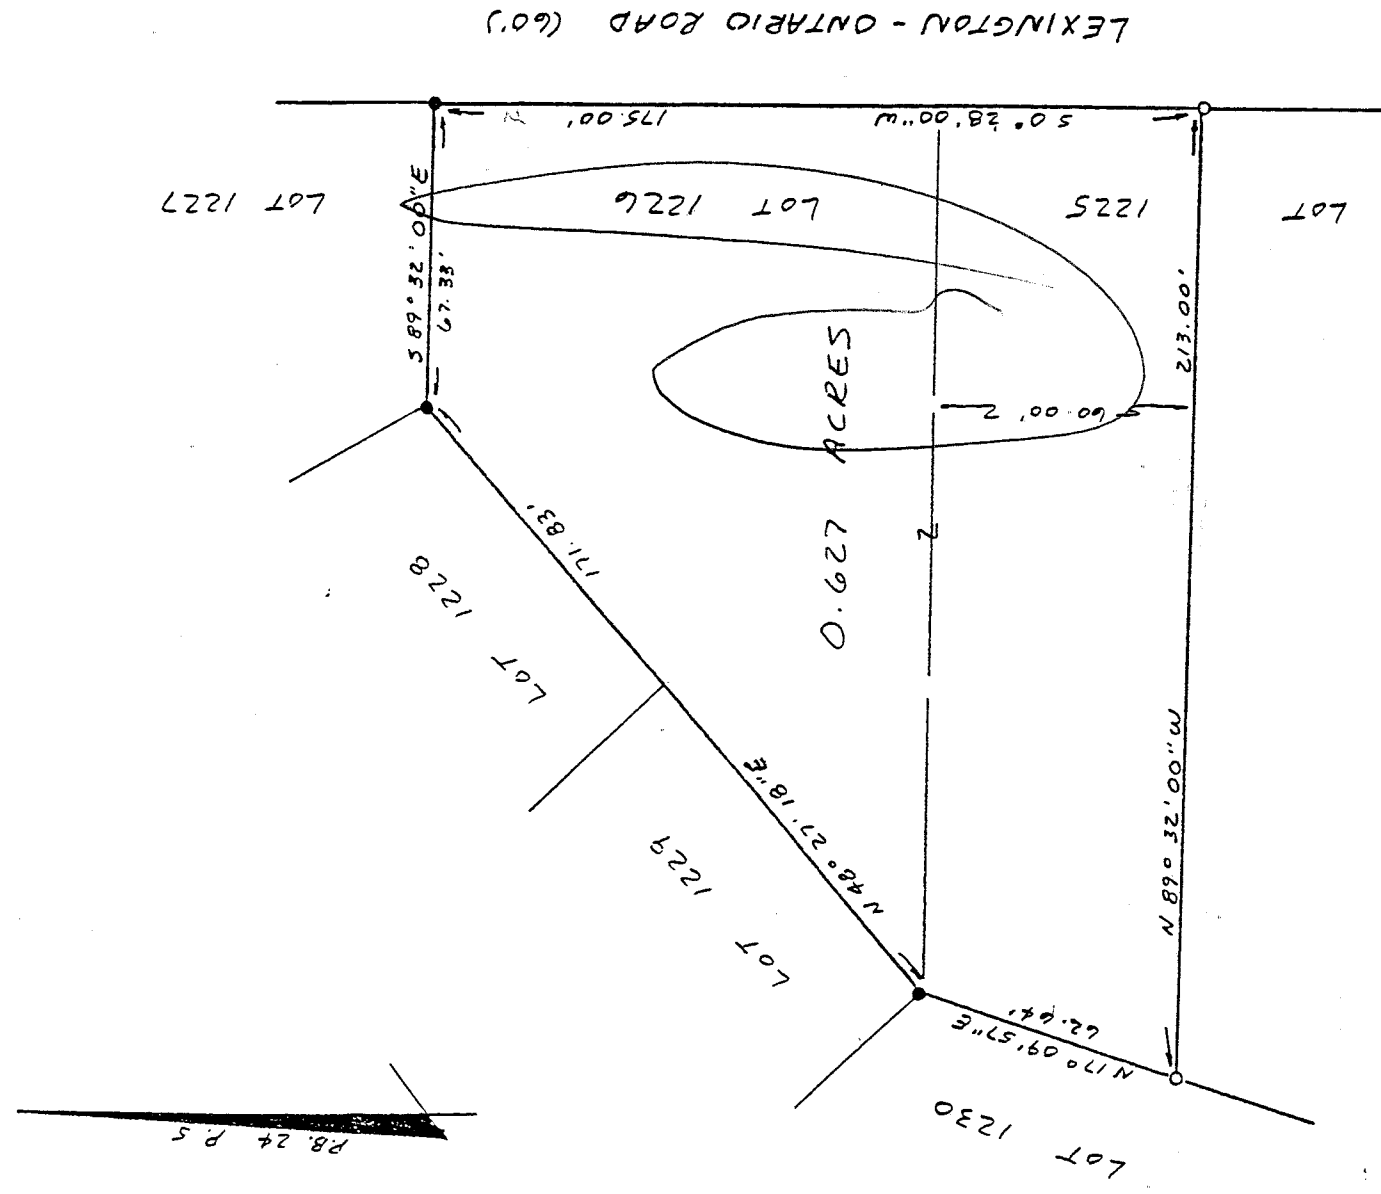 LEXINGTON - ONTARIO ROAD (60')
S 0° 28' 00" W
175.00'
LOT 1225
LOT 1226
LOT 1227
S 89° 32' 00" E
67.33'
213.00'
N 89° 32' 00" W
60.00'
0.627 ACRES
171.83'
N 48° 27' 18" E
LOT 1228
LOT 1229
62.64'
N 17° 09' 57" E
LOT 1230
P.B. 24 P. 5